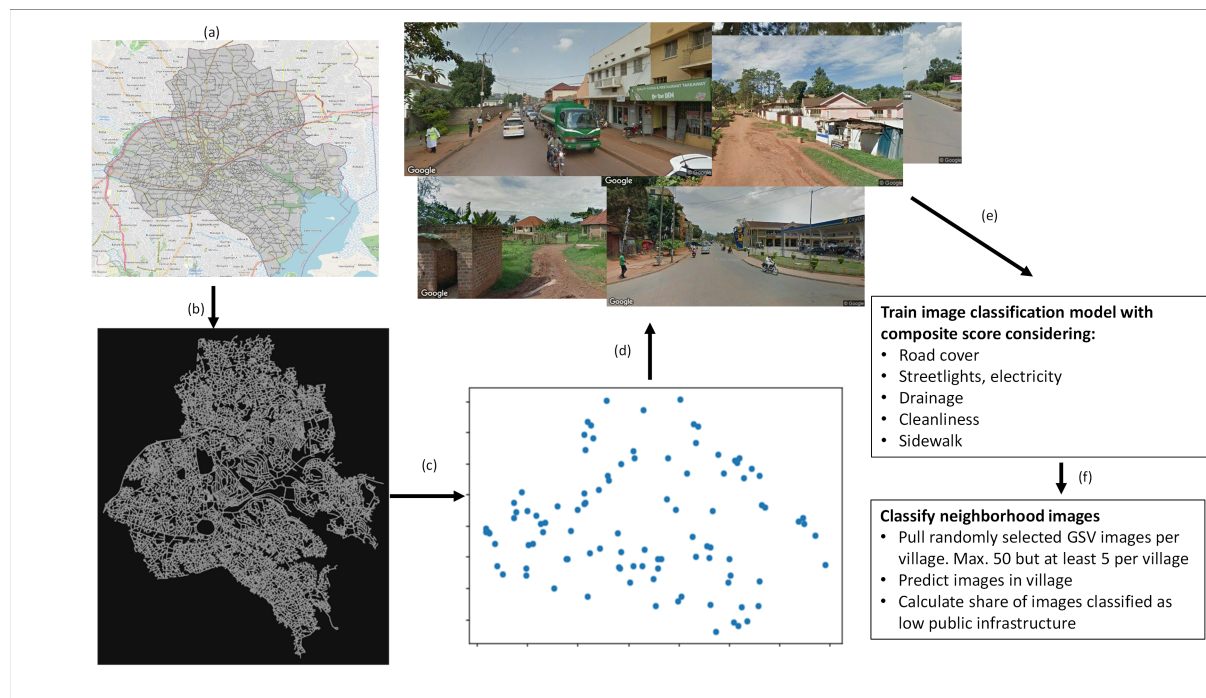 (a)
Google
© Google
Google
© Google
Google
Google
© Google
(e)
(b)
(d)
(c)
Train image classification model with
composite score considering:
• Road cover
• Streetlights, electricity
• Drainage
• Cleanliness
• Sidewalk
(f)
Classify neighborhood images
• Pull randomly selected GSV images per
village. Max. 50 but at least 5 per village
• Predict images in village
• Calculate share of images classified as
low public infrastructure